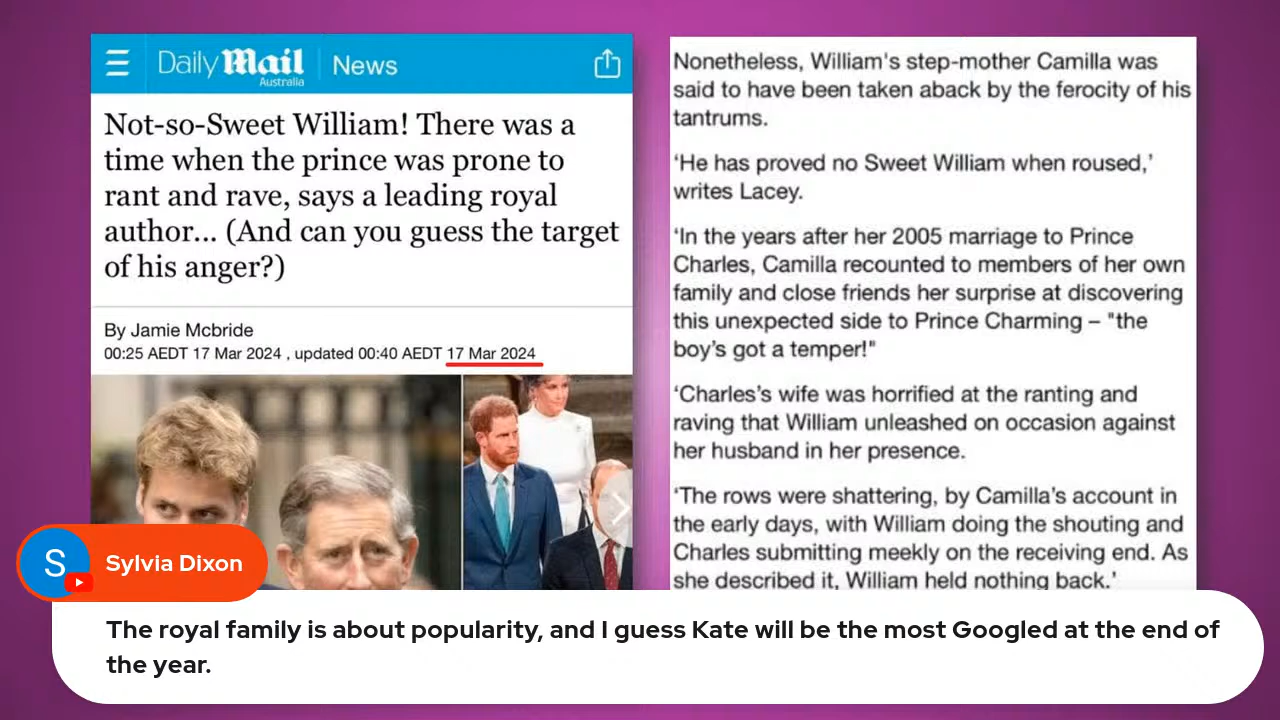 Daily Mail
Australia
News
Not-so-Sweet William! There was a
time when the prince was prone to
rant and rave, says a leading royal
author... (And can you guess the target
of his anger?)
By Jamie Mcbride
00:25 AEDT 17 Mar 2024 , updated 00:40 AEDT 17 Mar 2024
Nonetheless, William's step-mother Camilla was
said to have been taken aback by the ferocity of his
tantrums.
‘He has proved no Sweet William when roused,’
writes Lacey.
‘In the years after her 2005 marriage to Prince
Charles, Camilla recounted to members of her own
family and close friends her surprise at discovering
this unexpected side to Prince Charming – "the
boy’s got a temper!"
‘Charles’s wife was horrified at the ranting and
raving that William unleashed on occasion against
her husband in her presence.
‘The rows were shattering, by Camilla’s account in
the early days, with William doing the shouting and
Charles submitting meekly on the receiving end. As
she described it, William held nothing back.’
S
Sylvia Dixon
The royal family is about popularity, and I guess Kate will be the most Googled at the end of
the year.